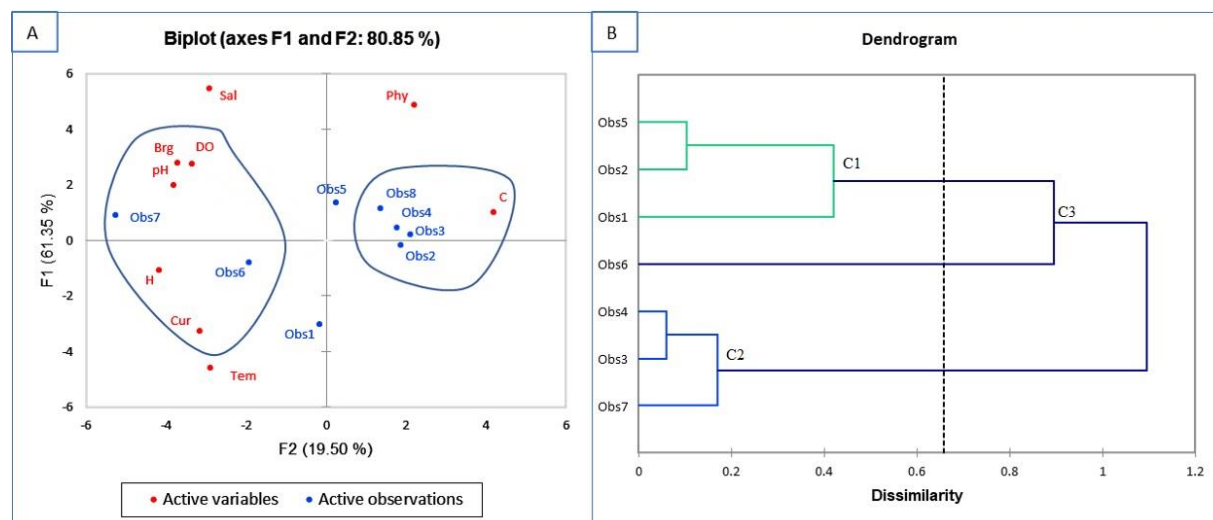 A
Biplot (axes F1 and F2: 80.85 %)
6
4
2
0
-2
-4
-6
F1 (61.35 %)
Sal
Phy
Brg
DO
pH
Obs7
Obs5
Obs8
C
Obs4
Obs3
Obs2
H
Obs6
Cur
Obs1
Tem
-6 -4 -2 0 2 4 6
F2 (19.50 %)
Active variables Active observations
B
Dendrogram
Obs5
Obs2
Obs1
Obs6
Obs4
Obs3
Obs7
C1
C3
C2
0 0.2 0.4 0.6 0.8 1 1.2
Dissimilarity